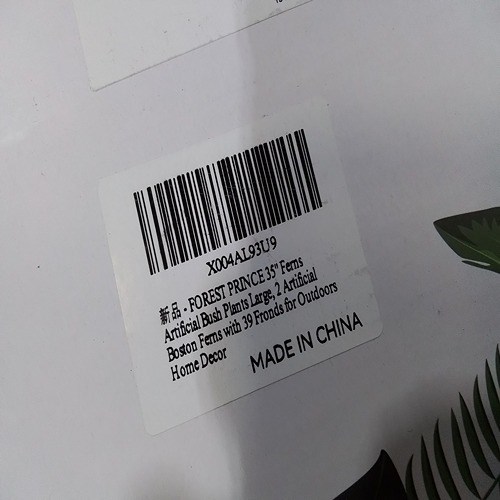 X004AL93U9
新品 - FOREST PRINCE 35" Ferns
Artificial Bush Plants Large, 2 Artificial
Boston Ferns with 39 Fronds for Outdoors
Home Decor
MADE IN CHINA